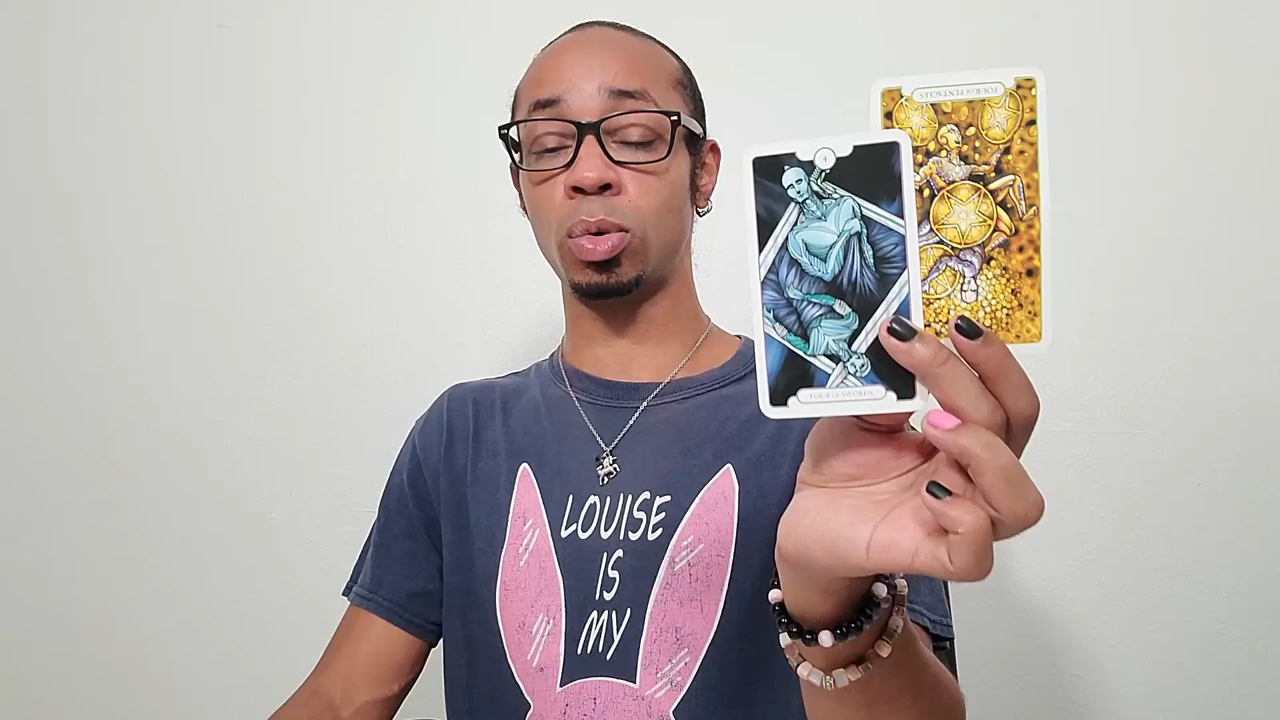 FOUR OF PENTACLES
FOUR OF SWORDS
LOUISE
IS
MY